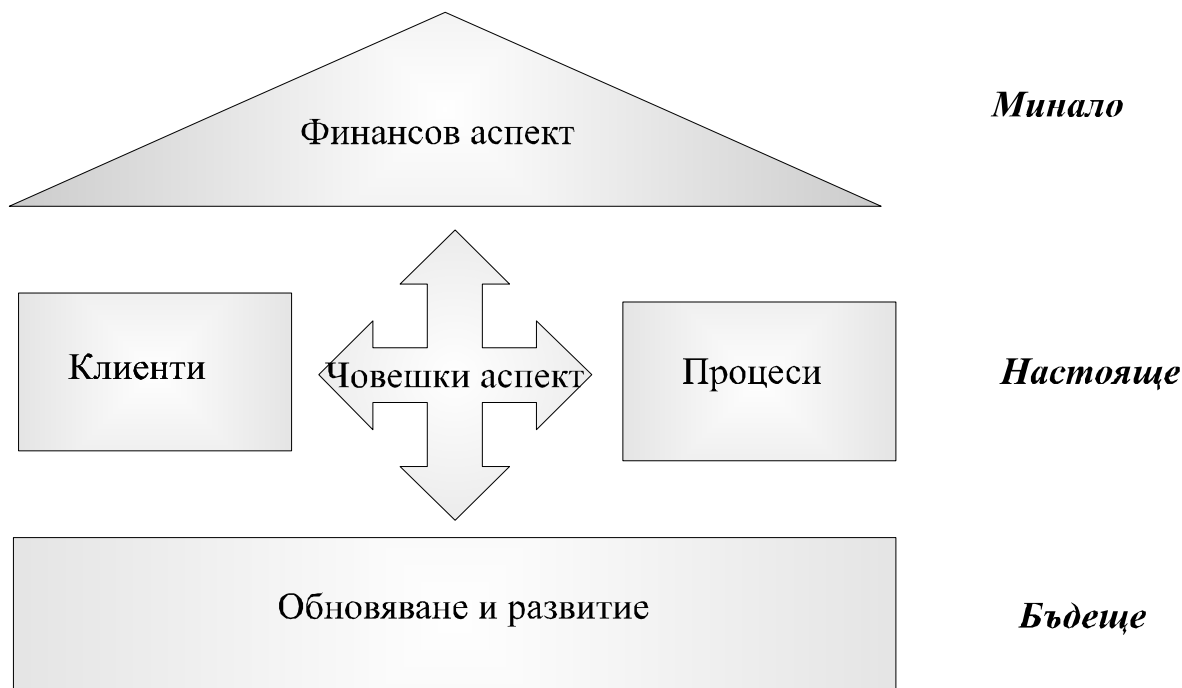 Минало
Финансов аспект
Клиенти
Човешки аспект
Процеси
Настояще
Обновяване и развитие
Бъдеще